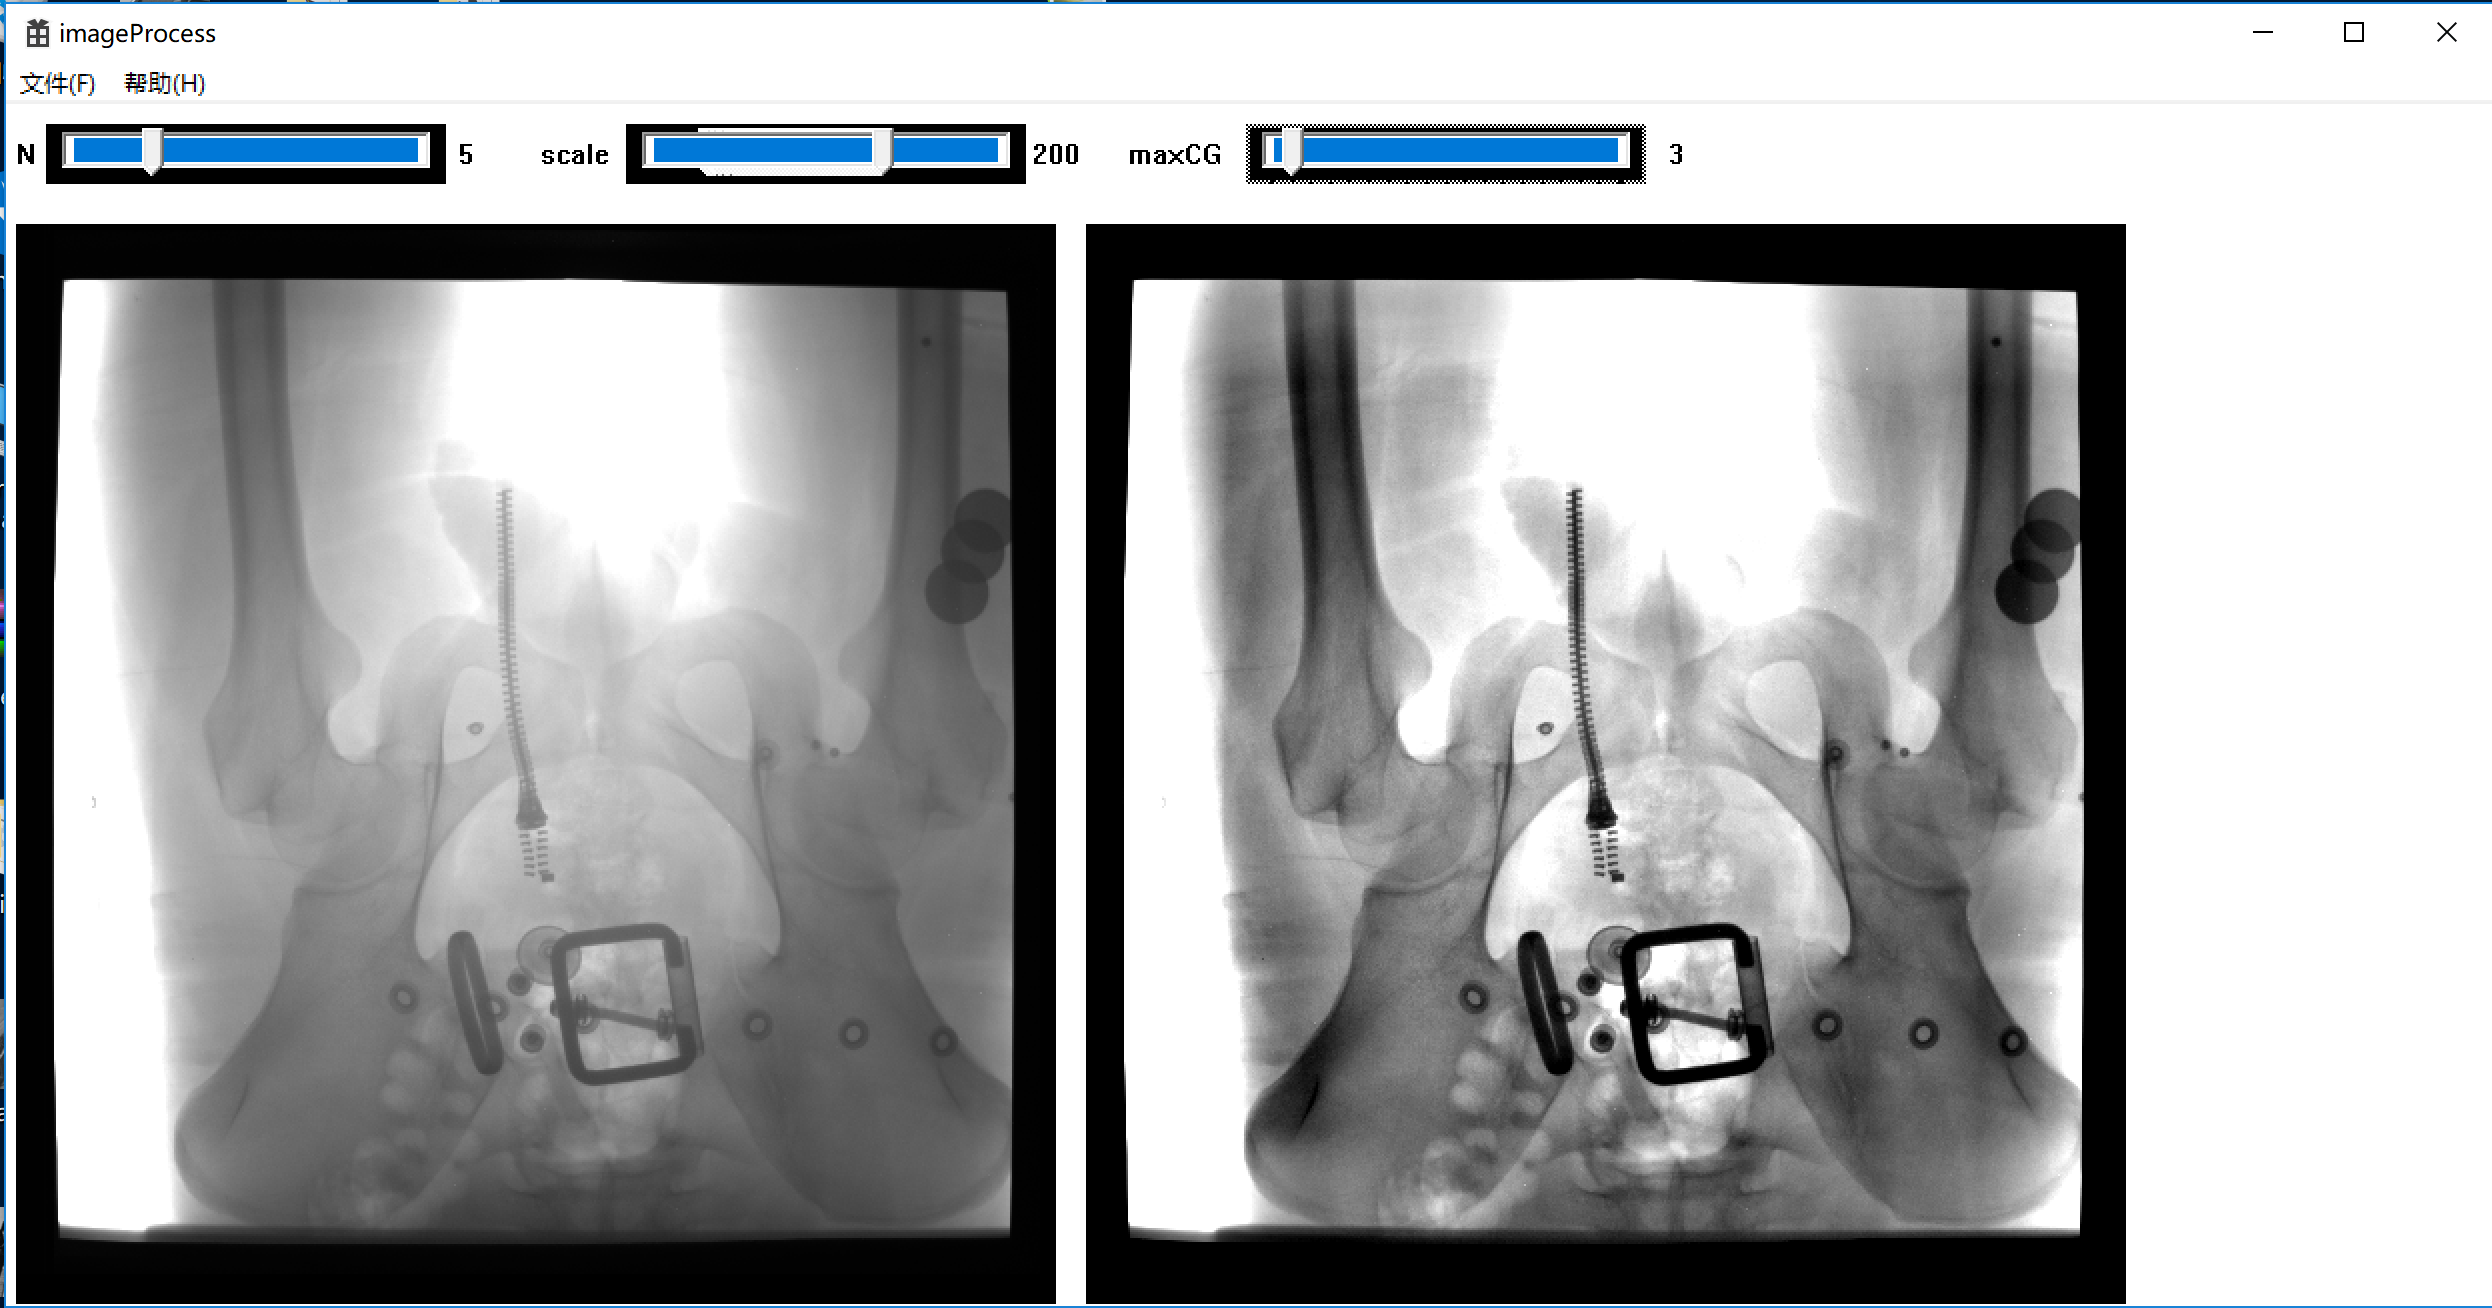 imageProcess
文件(F) 帮助(H)
N 5 scale 200 maxCG 3